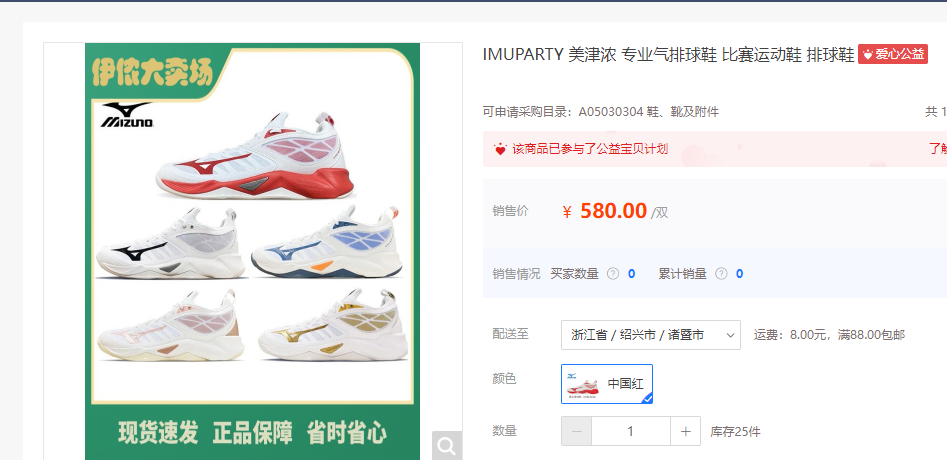 伊侬大卖场
MIZUNO
现货速发 正品保障 省时省心
IMUPARTY 美津浓 专业气排球鞋 比赛运动鞋 排球鞋 爱心公益
可申请采购目录：A05030304 鞋、靴及附件 共 1
该商品已参与了公益宝贝计划 了解
销售价 ¥ 580.00 /双
销售情况 买家数量 ? 0 累计销量 ? 0
配送至 浙江省 / 绍兴市 / 诸暨市 运费：8.00元，满88.00包邮
颜色 中国红
数量 − 1 + 库存25件